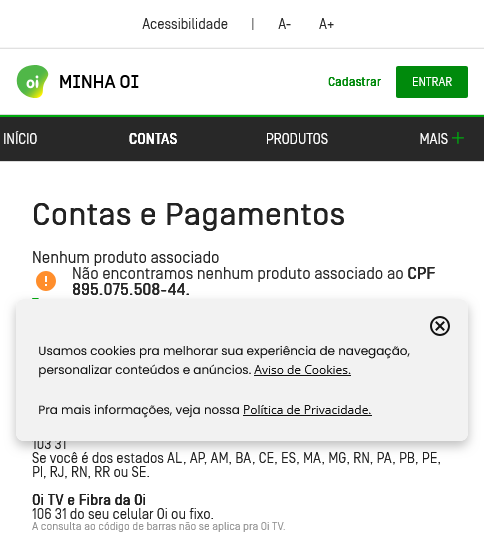 Acessibilidade | A- A+
oi MINHA OI Cadastrar ENTRAR
INÍCIO CONTAS PRODUTOS MAIS +
Contas e Pagamentos
Nenhum produto associado
Não encontramos nenhum produto associado ao CPF
895.075.508-44.
Usamos cookies pra melhorar sua experiência de navegação,
personalizar conteúdos e anúncios. Aviso de Cookies.
Pra mais informações, veja nossa Política de Privacidade.
103 31
Se você é dos estados AL, AP, AM, BA, CE, ES, MA, MG, RN, PA, PB, PE,
PI, RJ, RN, RR ou SE.
Oi TV e Fibra da Oi
106 31 do seu celular Oi ou fixo.
A consulta ao código de barras não se aplica pra Oi TV.